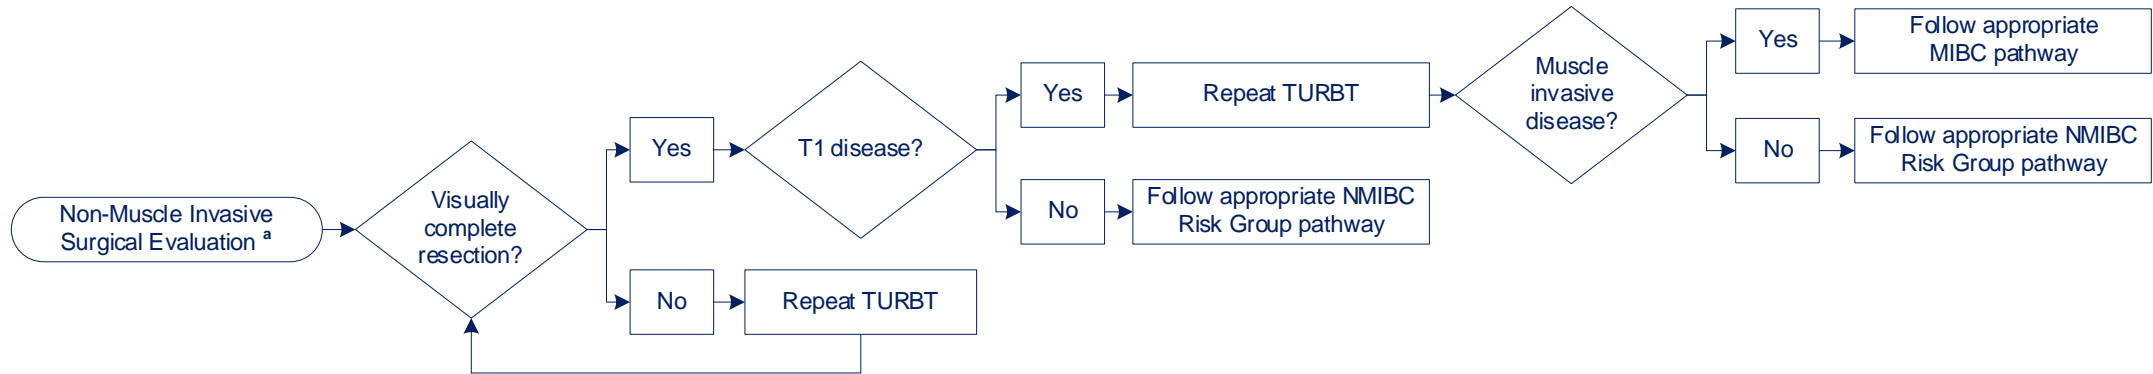 Non-Muscle Invasive
Surgical Evaluation a
Visually
complete
resection?
Yes
No
Repeat TURBT
T1 disease?
Yes
No
Repeat TURBT
Follow appropriate NMIBC
Risk Group pathway
Muscle
invasive
disease?
Yes
No
Follow appropriate
MIBC pathway
Follow appropriate NMIBC
Risk Group pathway